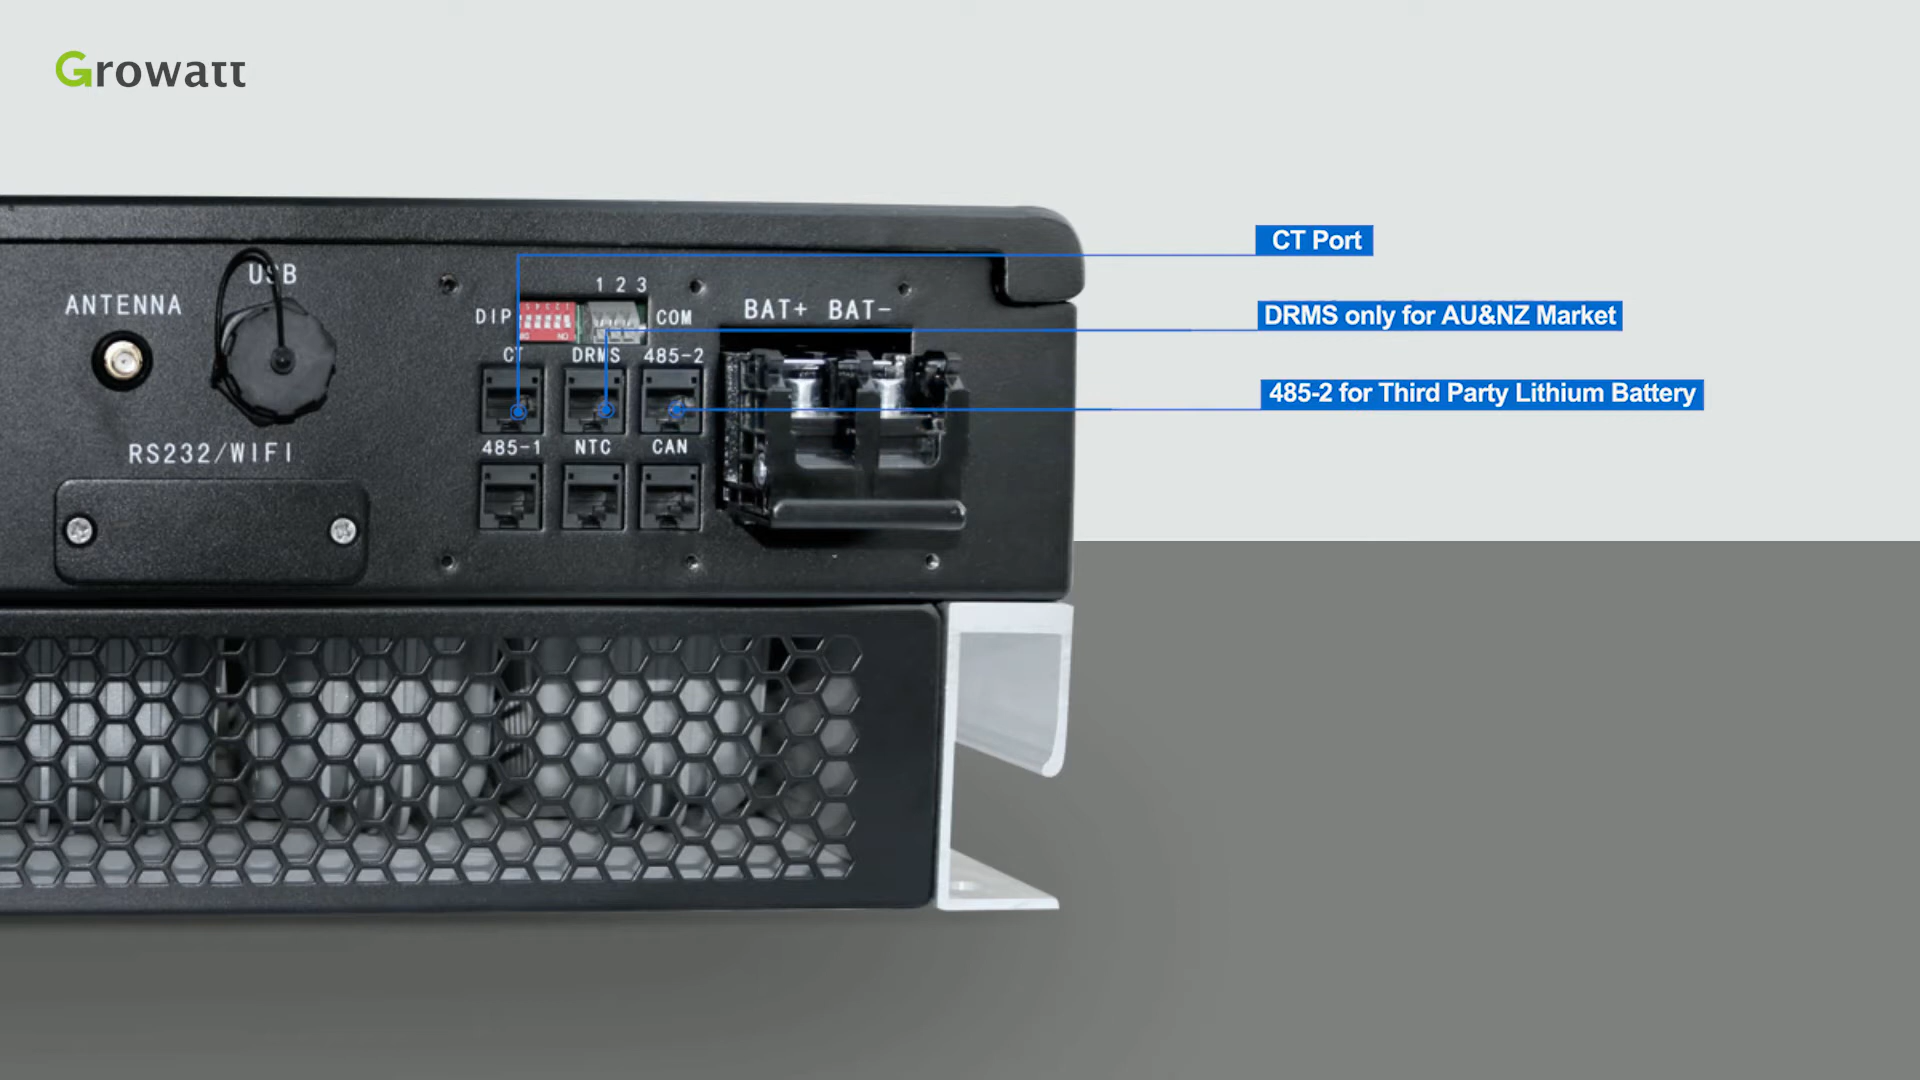 Growatt
CT Port
DRMS only for AU&NZ Market
485-2 for Third Party Lithium Battery
ANTENNA
USB
RS232/WIFI
1 2 3
DIP
COM
CT DRMS 485-2
485-1 NTC CAN
BAT+ BAT-